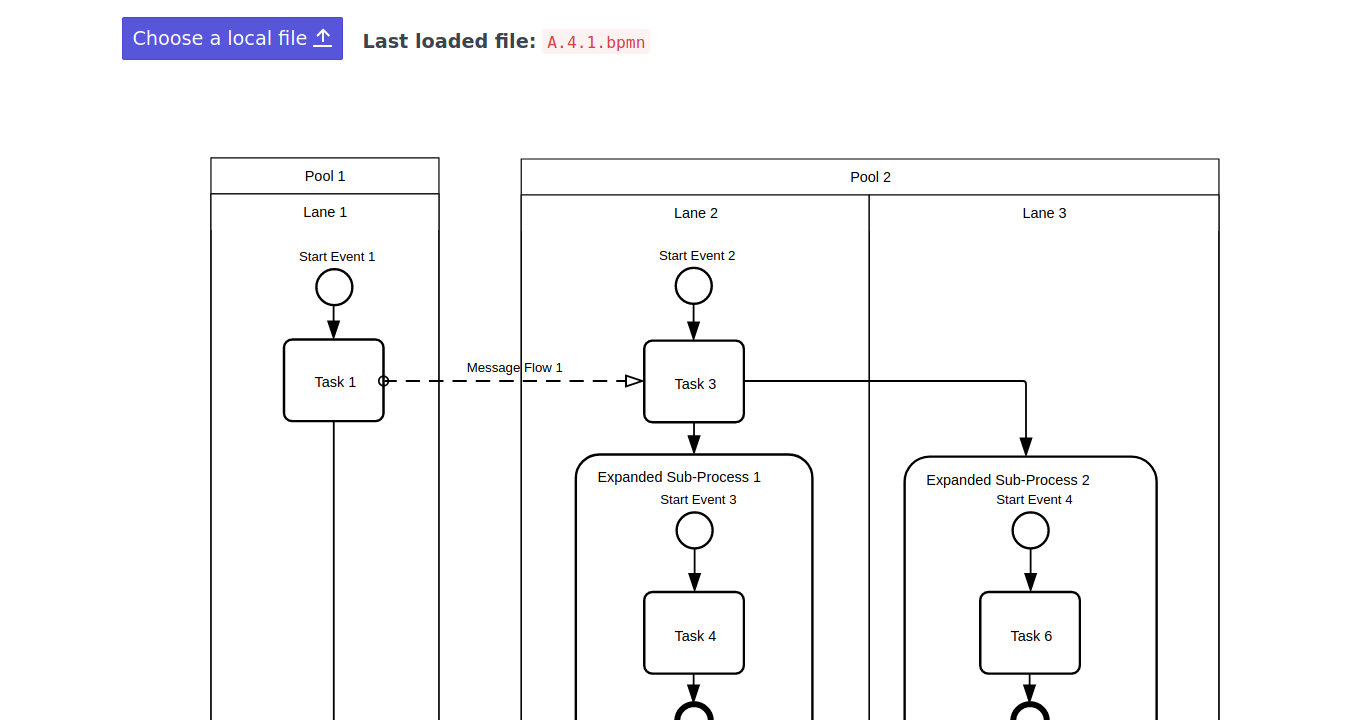 Choose a local file
Last loaded file: A.4.1.bpmn
Pool 1
Pool 2
Lane 1
Lane 2
Lane 3
Start Event 1
Start Event 2
Message Flow 1
Task 1
Task 3
Expanded Sub-Process 1
Expanded Sub-Process 2
Start Event 3
Start Event 4
Task 4
Task 6